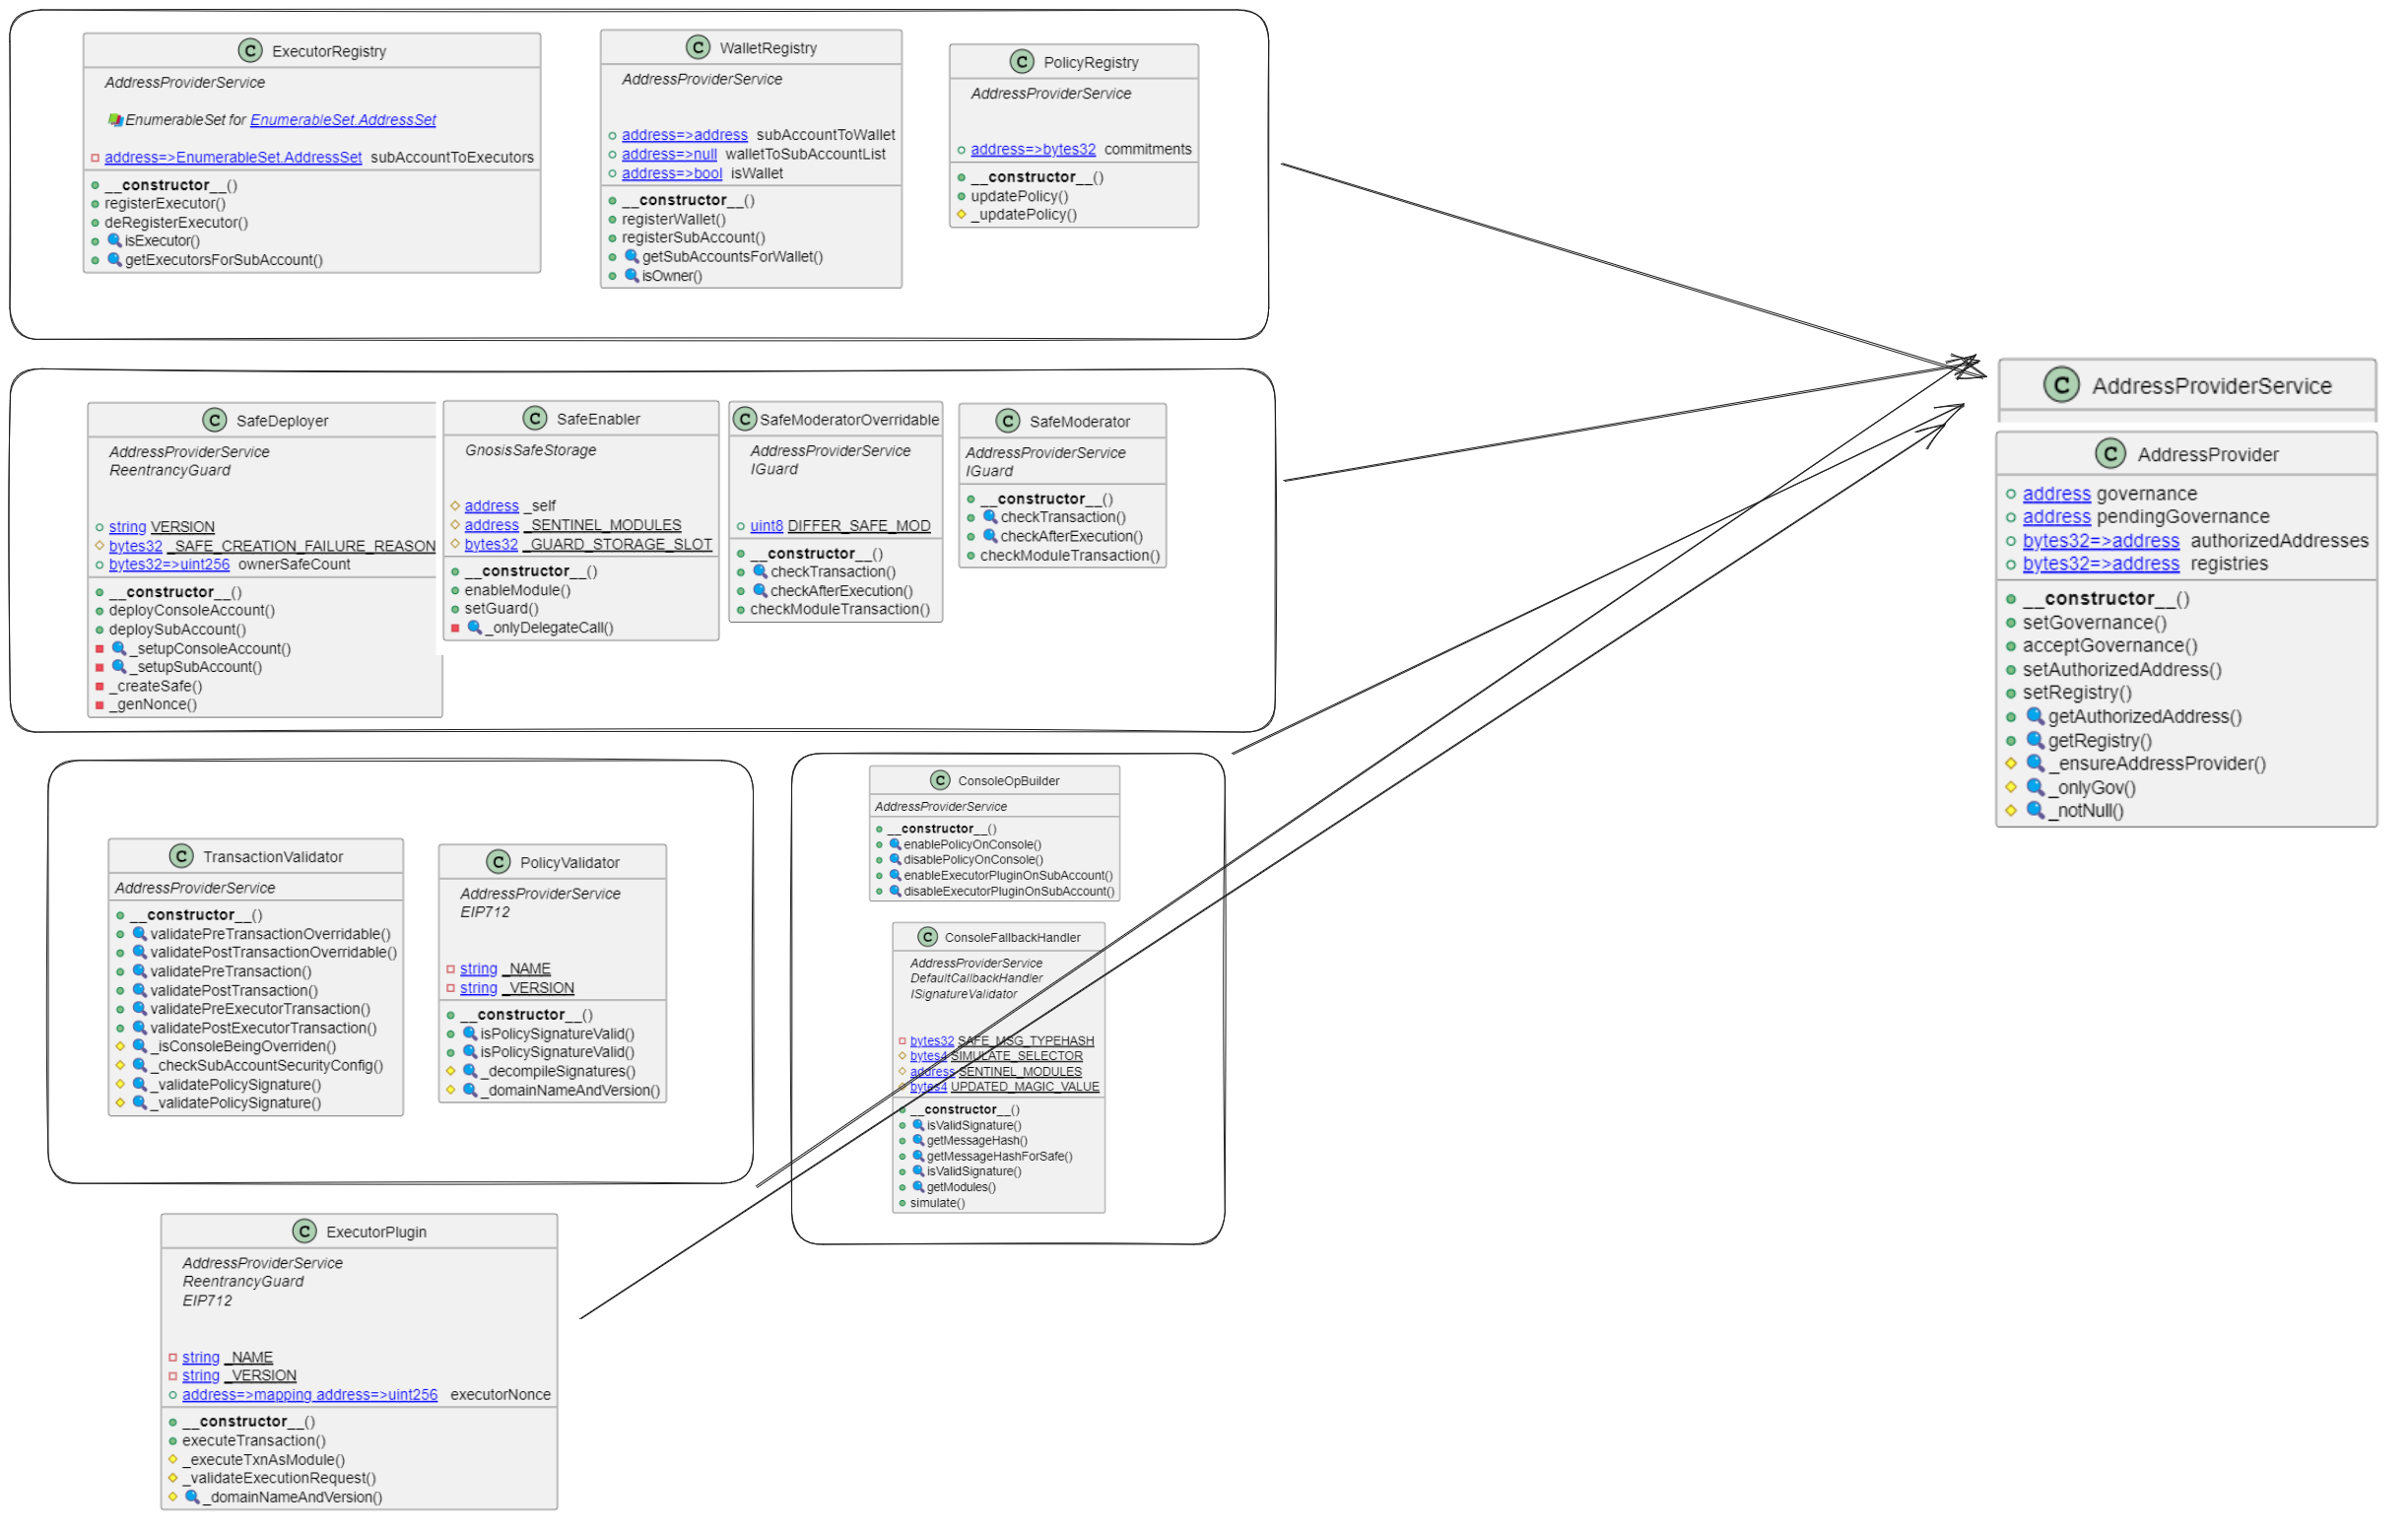 C ExecutorRegistry
AddressProviderService
EnumerableSet for EnumerableSet.AddressSet
address=>EnumerableSet.AddressSet subAccountToExecutors
__constructor__()
registerExecutor()
deRegisterExecutor()
isExecutor()
getExecutorsForSubAccount()
C WalletRegistry
AddressProviderService
address=>address subAccountToWallet
address=>null walletToSubAccountList
address=>bool isWallet
__constructor__()
registerWallet()
registerSubAccount()
getSubAccountsForWallet()
isOwner()
C PolicyRegistry
AddressProviderService
address=>bytes32 commitments
__constructor__()
updatePolicy()
_updatePolicy()
C SafeDeployer
AddressProviderService
ReentrancyGuard
string VERSION
bytes32 _SAFE_CREATION_FAILURE_REASON
bytes32=>uint256 ownerSafeCount
__constructor__()
deployConsoleAccount()
deploySubAccount()
_setupConsoleAccount()
_setupSubAccount()
_createSafe()
_genNonce()
C SafeEnabler
GnosisSafeStorage
address _self
address _SENTINEL_MODULES
bytes32 _GUARD_STORAGE_SLOT
__constructor__()
enableModule()
setGuard()
_onlyDelegateCall()
C SafeModeratorOverridable
AddressProviderService
IGuard
uint8 DIFFER_SAFE_MOD
__constructor__()
checkTransaction()
checkAfterExecution()
checkModuleTransaction()
C SafeModerator
AddressProviderService
IGuard
__constructor__()
checkTransaction()
checkAfterExecution()
checkModuleTransaction()
C AddressProviderService
C AddressProvider
address governance
address pendingGovernance
bytes32=>address authorizedAddresses
bytes32=>address registries
__constructor__()
setGovernance()
acceptGovernance()
setAuthorizedAddress()
setRegistry()
getAuthorizedAddress()
getRegistry()
_ensureAddressProvider()
_onlyGov()
_notNull()
C TransactionValidator
AddressProviderService
__constructor__()
validatePreTransactionOverridable()
validatePostTransactionOverridable()
validatePreTransaction()
validatePostTransaction()
validatePreExecutorTransaction()
validatePostExecutorTransaction()
_isConsoleBeingOverriden()
_checkSubAccountSecurityConfig()
_validatePolicySignature()
_validatePolicySignature()
C PolicyValidator
AddressProviderService
EIP712
string _NAME
string _VERSION
__constructor__()
isPolicySignatureValid()
isPolicySignatureValid()
_decompileSignatures()
_domainNameAndVersion()
C ConsoleOpBuilder
AddressProviderService
__constructor__()
enablePolicyOnConsole()
disablePolicyOnConsole()
enableExecutorPluginOnSubAccount()
disableExecutorPluginOnSubAccount()
C ConsoleFallbackHandler
AddressProviderService
DefaultCallbackHandler
ISignatureValidator
bytes32 SAFE_MSG_TYPEHASH
bytes4 SIMULATE_SELECTOR
address SENTINEL_MODULES
bytes4 UPDATED_MAGIC_VALUE
__constructor__()
isValidSignature()
getMessageHash()
getMessageHashForSafe()
isValidSignature()
getModules()
simulate()
C ExecutorPlugin
AddressProviderService
ReentrancyGuard
EIP712
string _NAME
string _VERSION
address=>mapping address=>uint256 executorNonce
__constructor__()
executeTransaction()
_executeTxnAsModule()
_validateExecutionRequest()
_domainNameAndVersion()